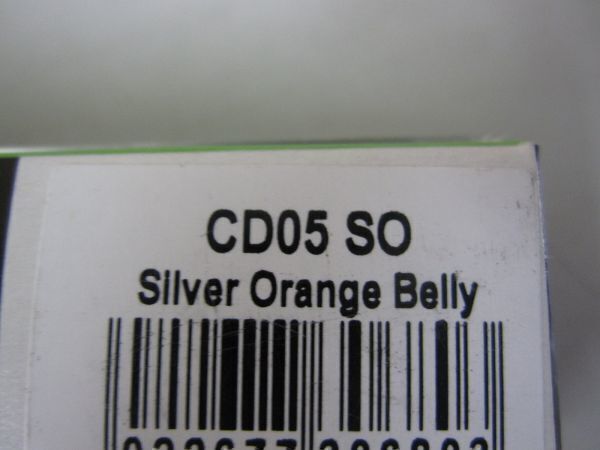 CD05 SO
Silver Orange Belly